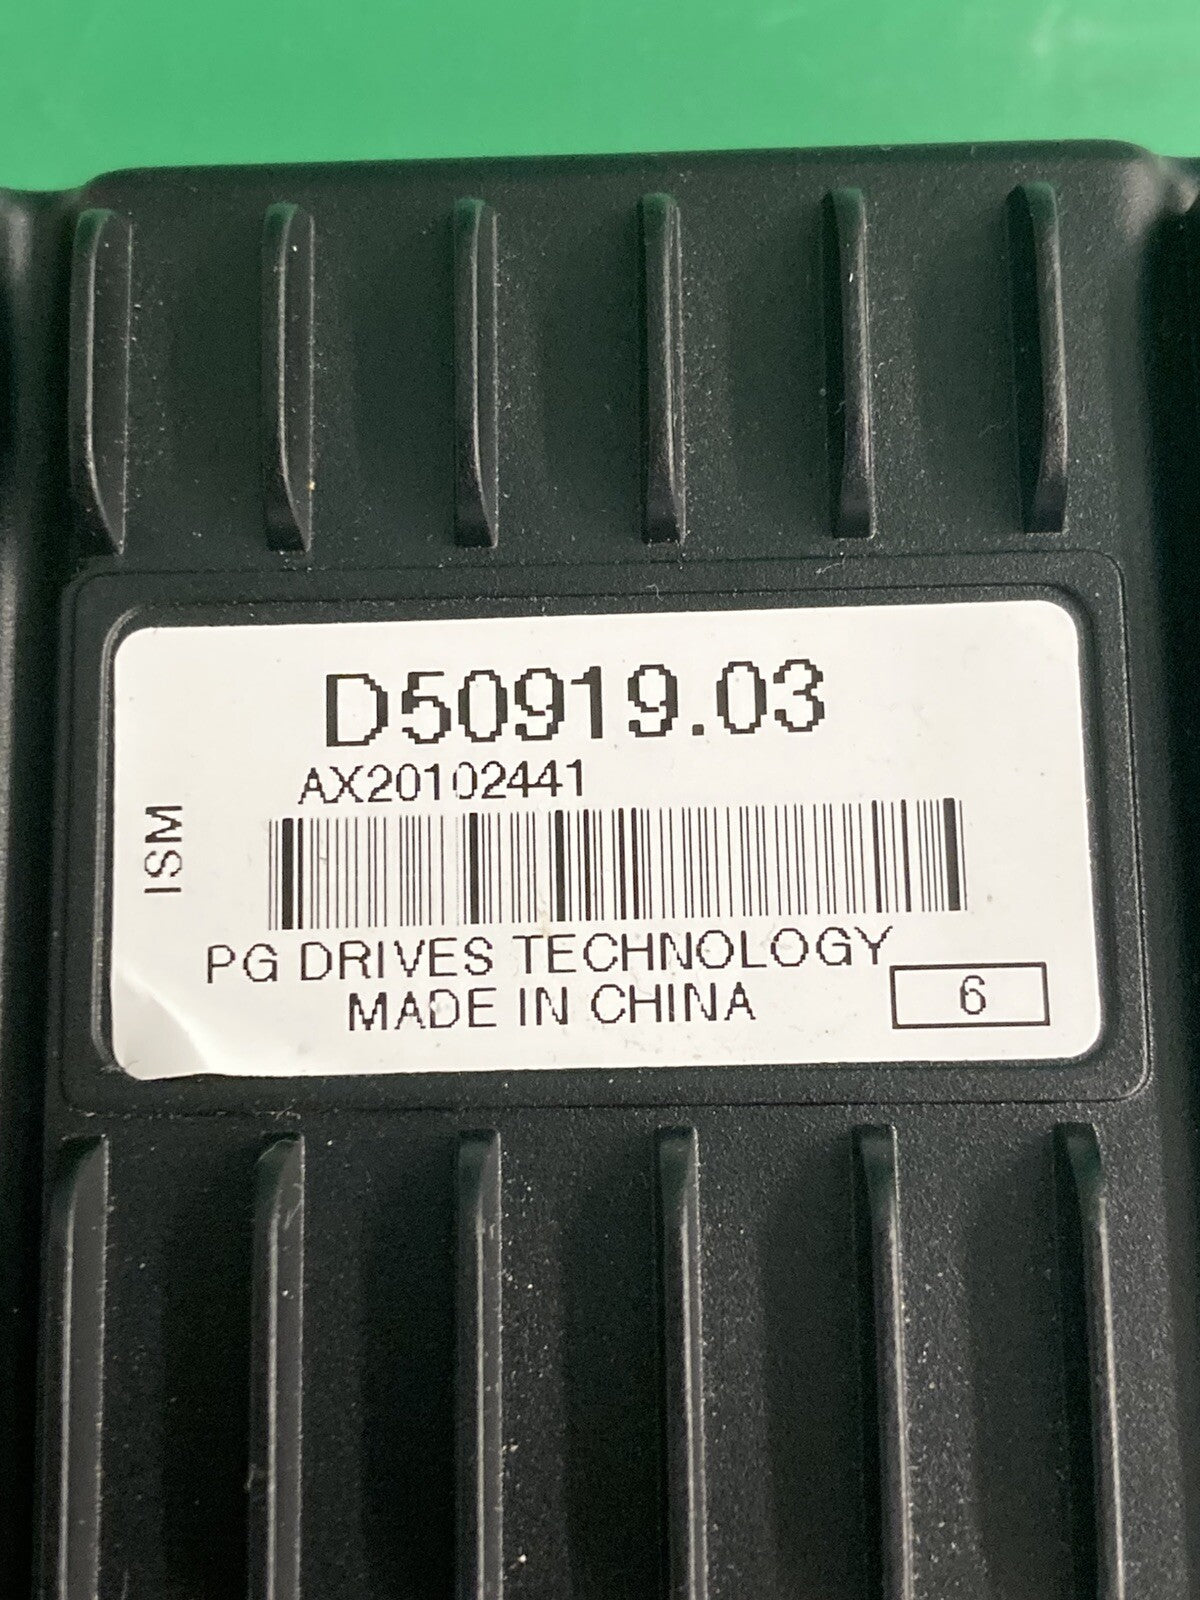 D50919.03
AX20102441
ISM
PG DRIVES TECHNOLOGY
MADE IN CHINA
6